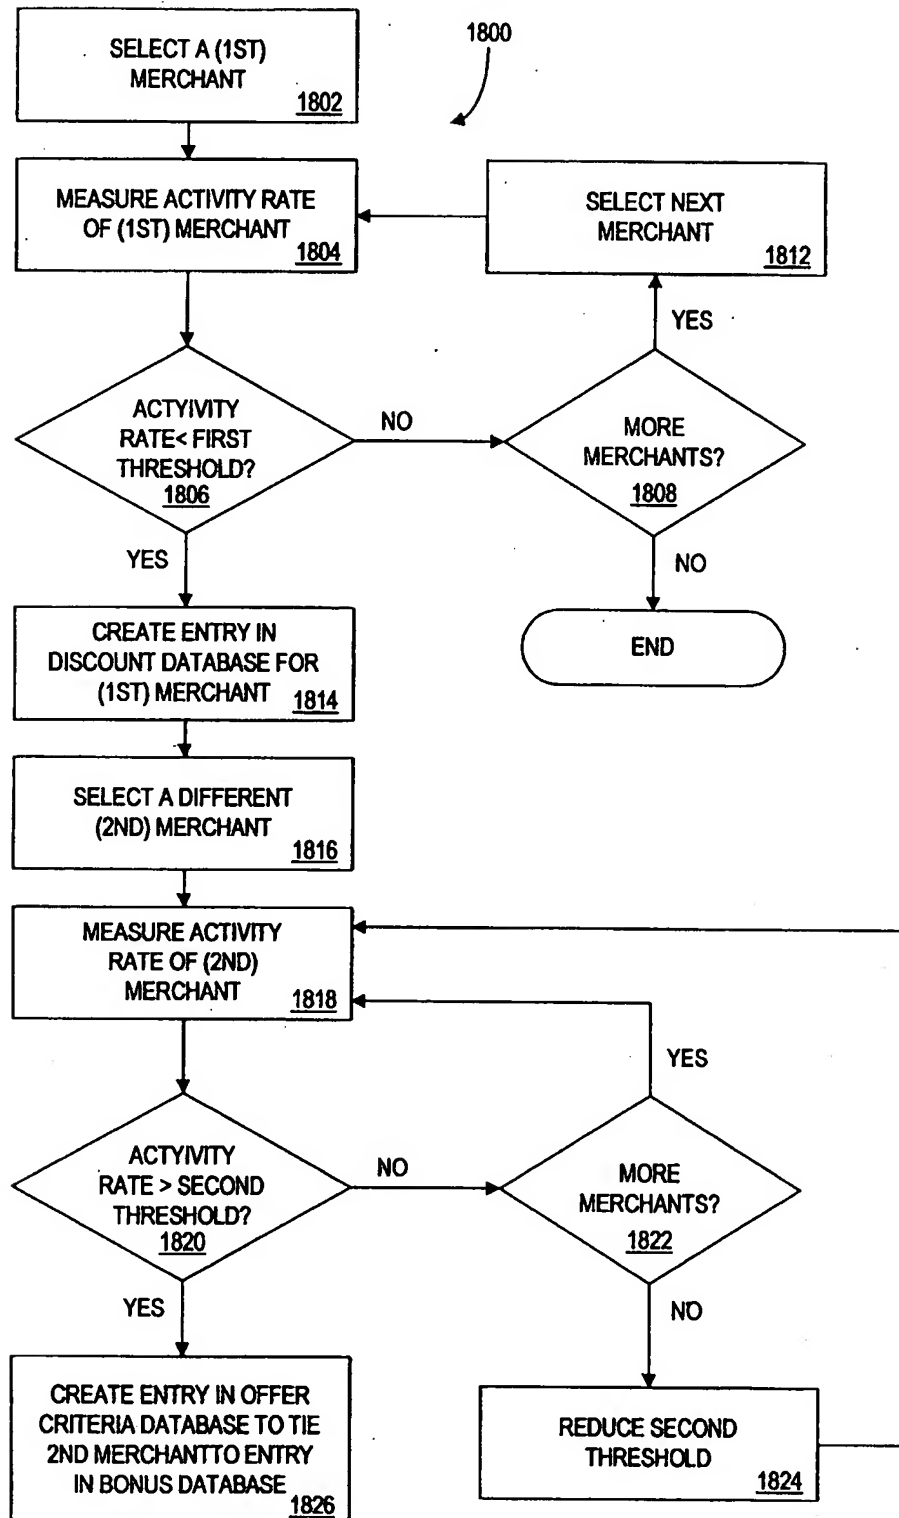 SELECT A (1ST)
MERCHANT
1802
1800
MEASURE ACTIVITY RATE
OF (1ST) MERCHANT
1804
SELECT NEXT
MERCHANT
1812
YES
ACTYIVITY
RATE< FIRST
THRESHOLD?
1806
NO
MORE
MERCHANTS?
1808
YES
NO
CREATE ENTRY IN
DISCOUNT DATABASE FOR
(1ST) MERCHANT
1814
END
SELECT A DIFFERENT
(2ND) MERCHANT
1816
MEASURE ACTIVITY
RATE OF (2ND)
MERCHANT
1818
YES
ACTYIVITY
RATE > SECOND
THRESHOLD?
1820
NO
MORE
MERCHANTS?
1822
YES
NO
CREATE ENTRY IN OFFER
CRITERIA DATABASE TO TIE
2ND MERCHANTTO ENTRY
IN BONUS DATABASE
1826
REDUCE SECOND
THRESHOLD
1824